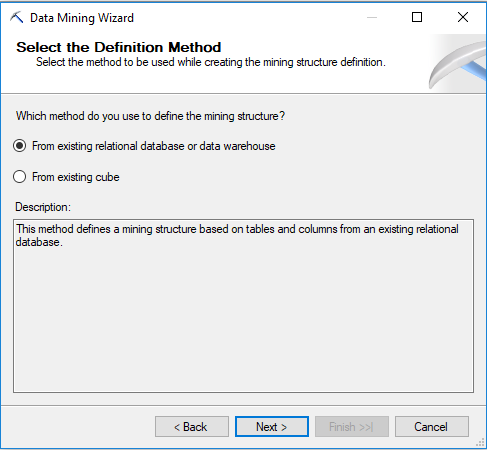 Data Mining Wizard
Select the Definition Method
Select the method to be used while creating the mining structure definition.
Which method do you use to define the mining structure?
From existing relational database or data warehouse
From existing cube
Description:
This method defines a mining structure based on tables and columns from an existing relational
database.
< Back
Next >
Finish >>|
Cancel